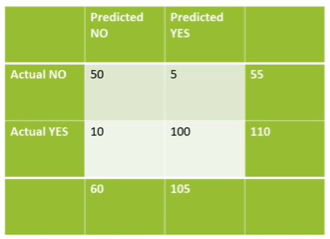 Predicted NO Predicted YES
Actual NO 50 5 55
Actual YES 10 100 110
60 105